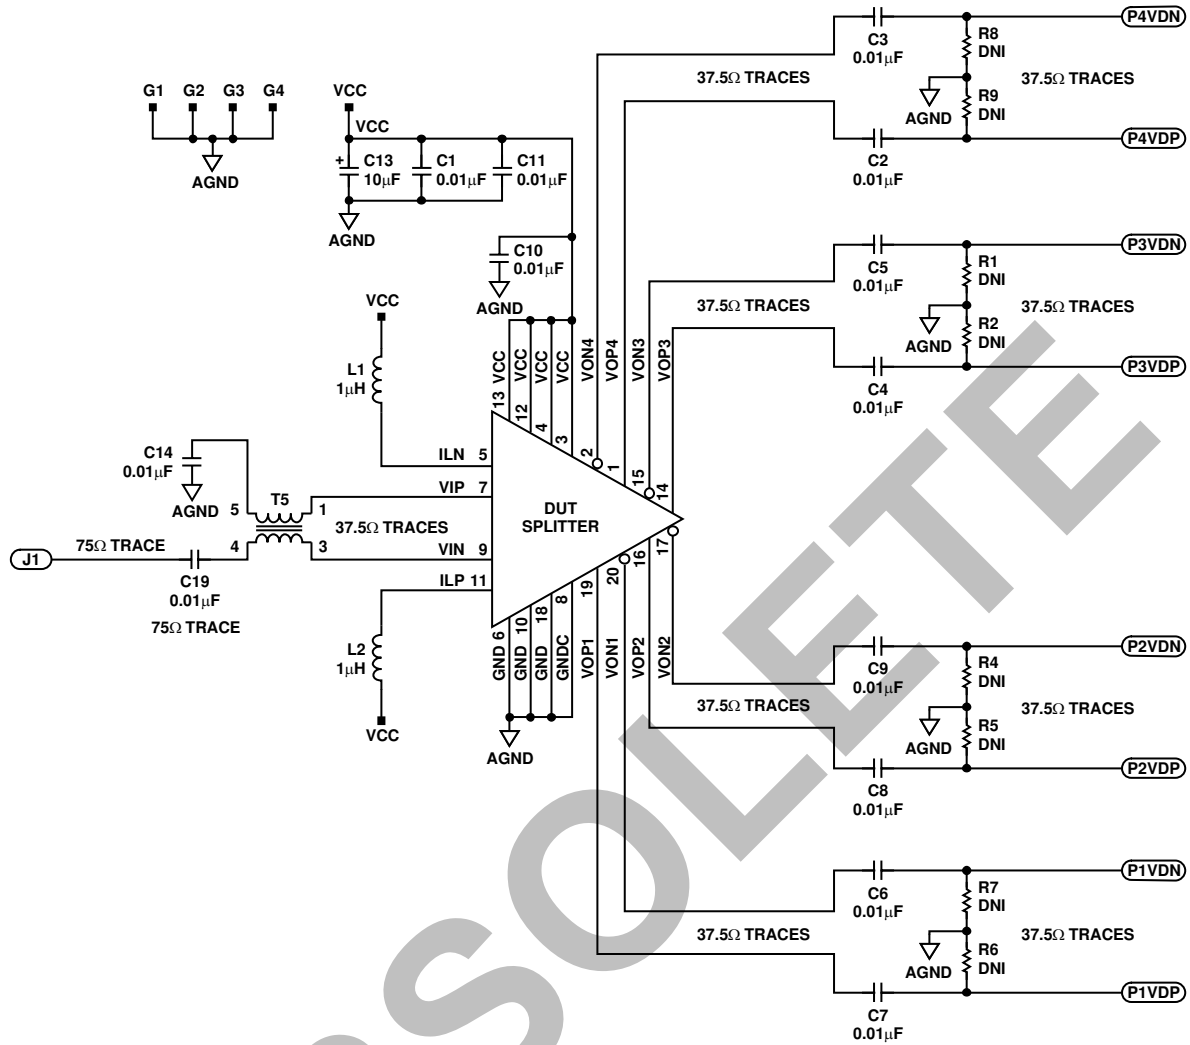 P4VDN
C3
0.01μF
R8
DNI
37.5Ω TRACES
37.5Ω TRACES
AGND
R9
DNI
P4VDP
C2
0.01μF
G1 G2 G3 G4
AGND
VCC
VCC
+
C13
10μF
C1
0.01μF
C11
0.01μF
AGND
C10
0.01μF
AGND
P3VDN
C5
0.01μF
R1
DNI
37.5Ω TRACES
37.5Ω TRACES
AGND
R2
DNI
P3VDP
C4
0.01μF
VCC
L1
1μH
13 VCC
12 VCC
4 VCC
3 VCC
2 VON4
1 VOP4
15 VON3
14 VOP3
ILN 5
VIP 7
VIN 9
ILP 11
DUT
SPLITTER
C14
0.01μF
AGND
T5
5 1
4 3
37.5Ω TRACES
J1
75Ω TRACE
C19
0.01μF
75Ω TRACE
L2
1μH
VCC
GND 6
GND 10
GND 18
GNDC 8
VOP1 19
VON1 20
VOP2 16
VON2 17
AGND
P2VDN
C9
0.01μF
R4
DNI
37.5Ω TRACES
37.5Ω TRACES
AGND
R5
DNI
P2VDP
C8
0.01μF
P1VDN
C6
0.01μF
R7
DNI
37.5Ω TRACES
37.5Ω TRACES
AGND
R6
DNI
P1VDP
C7
0.01μF
SOLETE